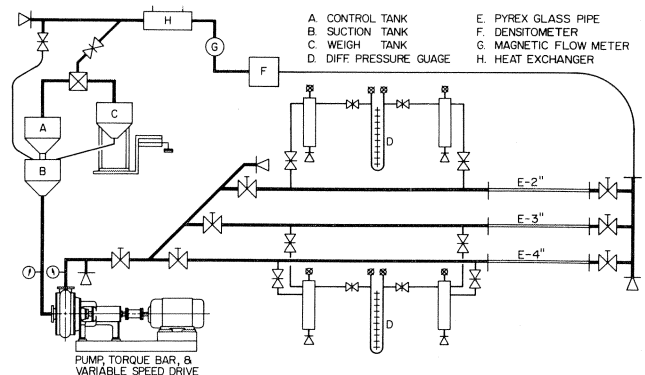 A. CONTROL TANK
B. SUCTION TANK
C. WEIGH TANK
D. DIFF. PRESSURE GUAGE
E. PYREX GLASS PIPE
F. DENSITOMETER
G. MAGNETIC FLOW METER
H. HEAT EXCHANGER
H
G
F
A
C
B
D
E-2"
E-3"
E-4"
D
PUMP, TORQUE BAR, &
VARIABLE SPEED DRIVE